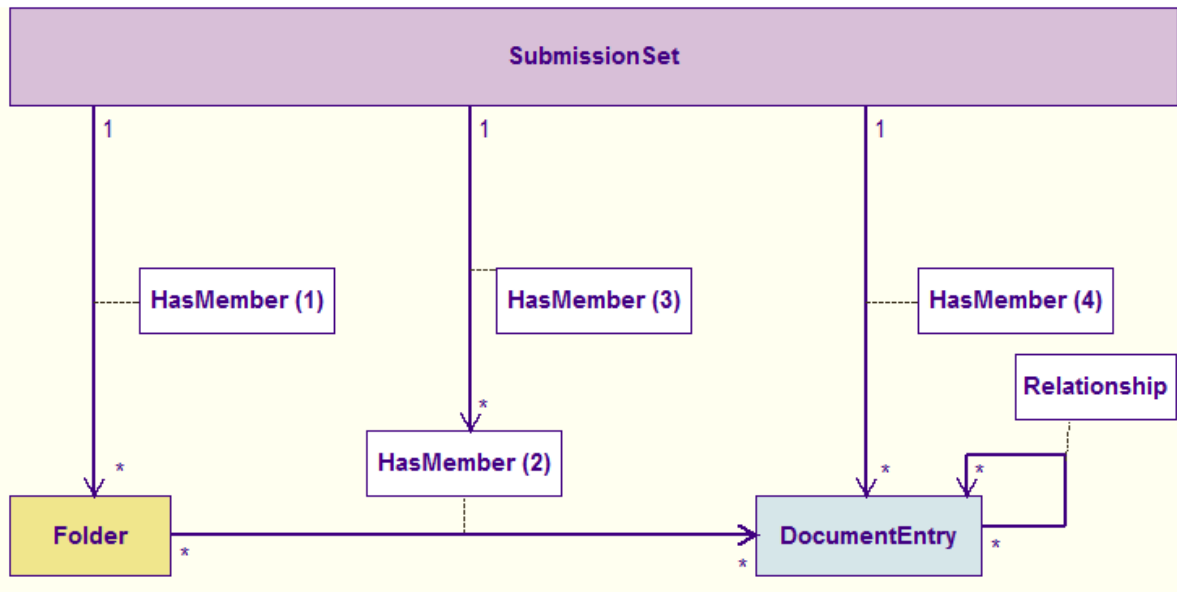 SubmissionSet
1
1
1
HasMember (1)
HasMember (3)
HasMember (4)
Relationship
*
HasMember (2)
*
*
*
Folder
*
*
DocumentEntry
*